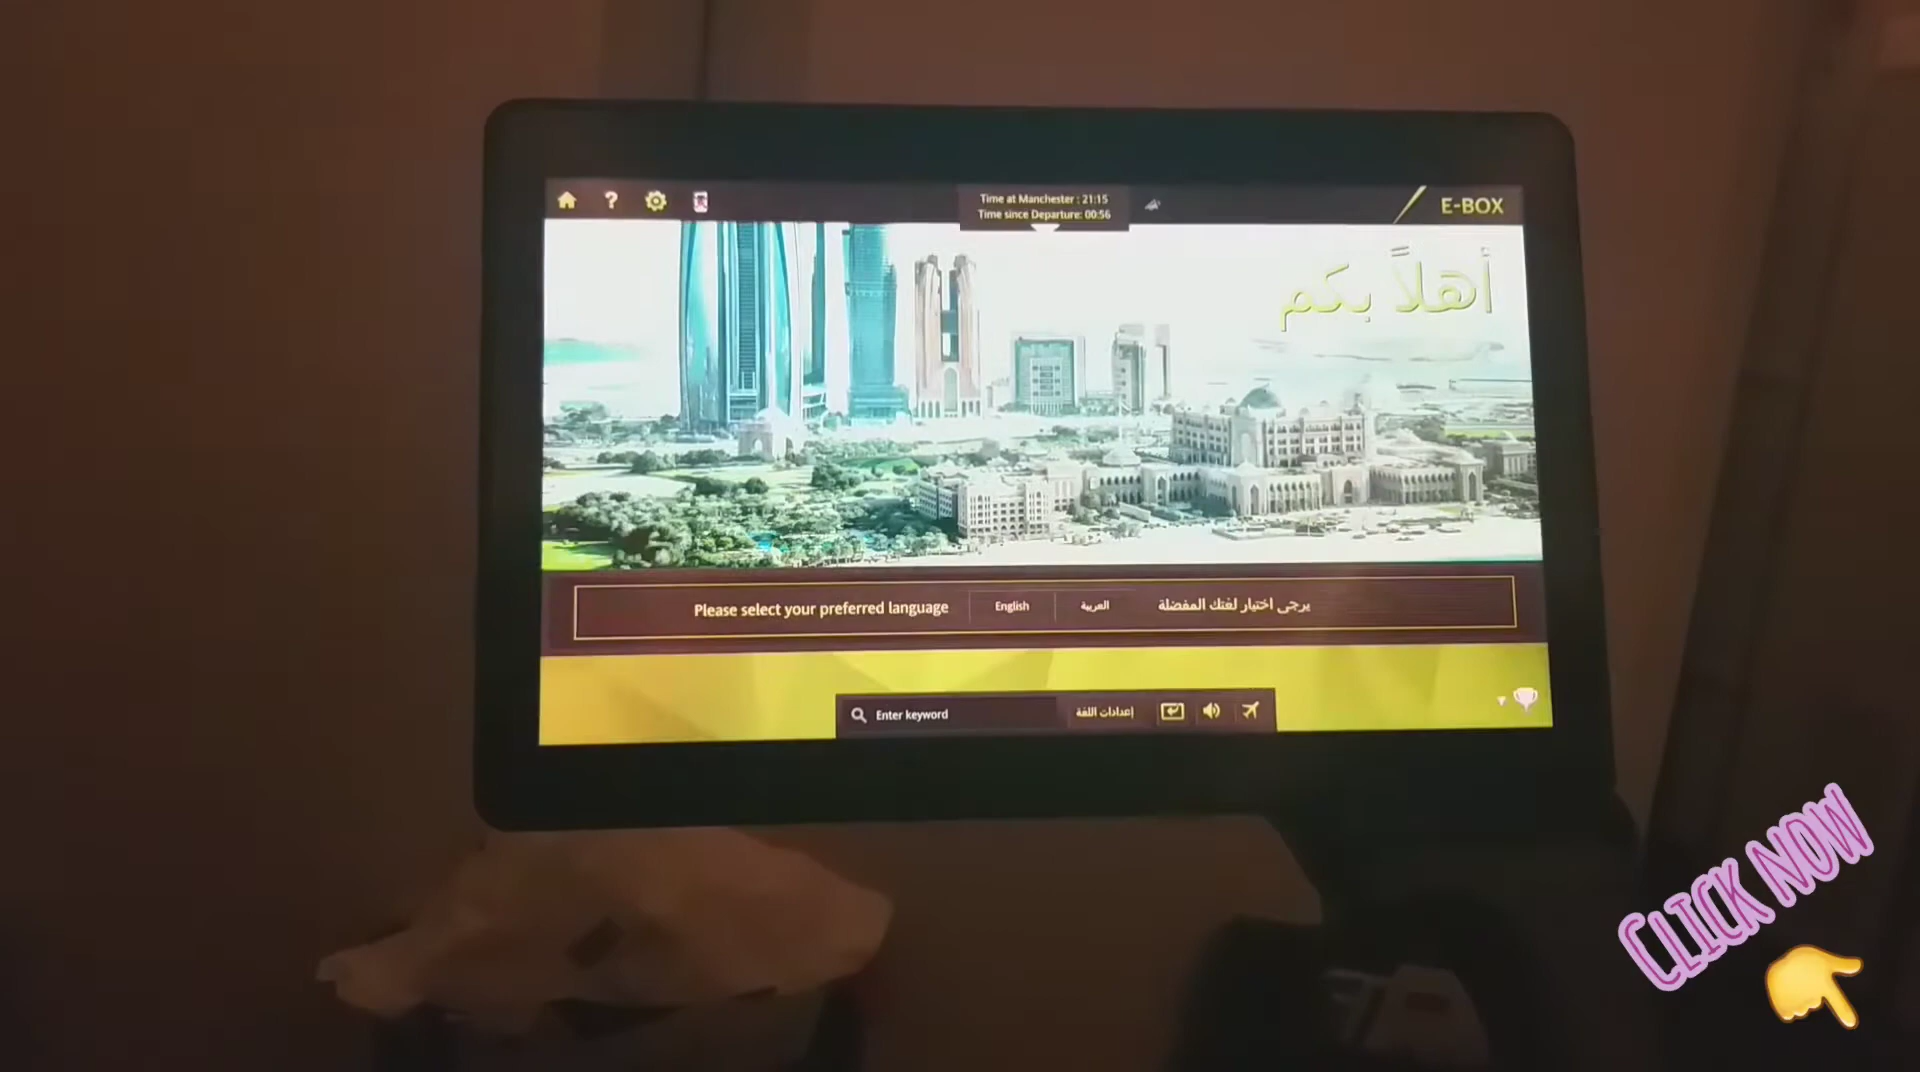 Time at Manchester : 21:15
Time since Departure: 00:56
E-BOX
أهلاً بكم
Please select your preferred language
English
العربية
يرجى اختيار لغتك المفضلة
Enter keyword
إعدادات اللغة
CLICK NOW